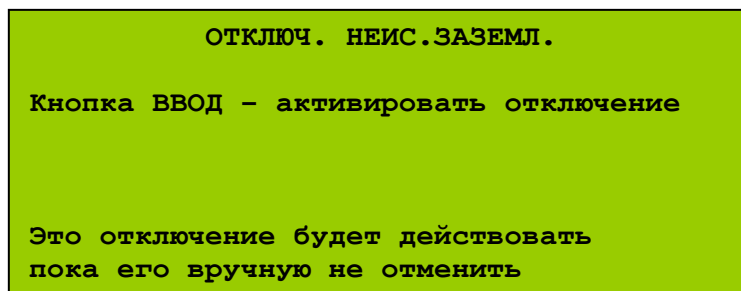 ОТКЛЮЧ. НЕИС.ЗАЗЕМЛ.
Кнопка ВВОД – активировать отключение
Это отключение будет действовать
пока его вручную не отменить